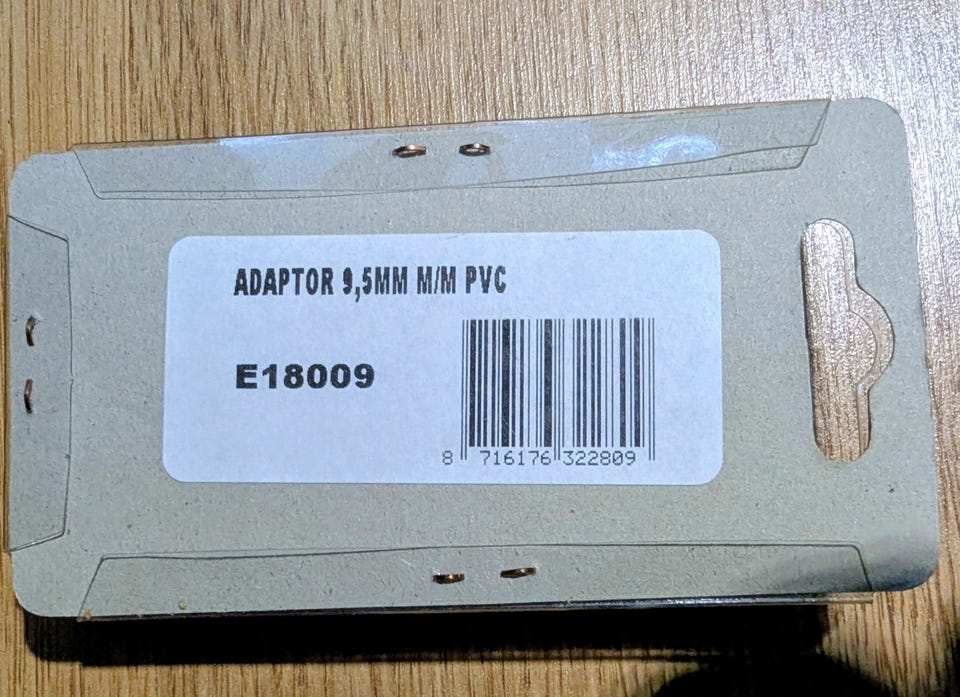 ADAPTOR 9,5MM M/M PVC
E18009
8 716176 322809